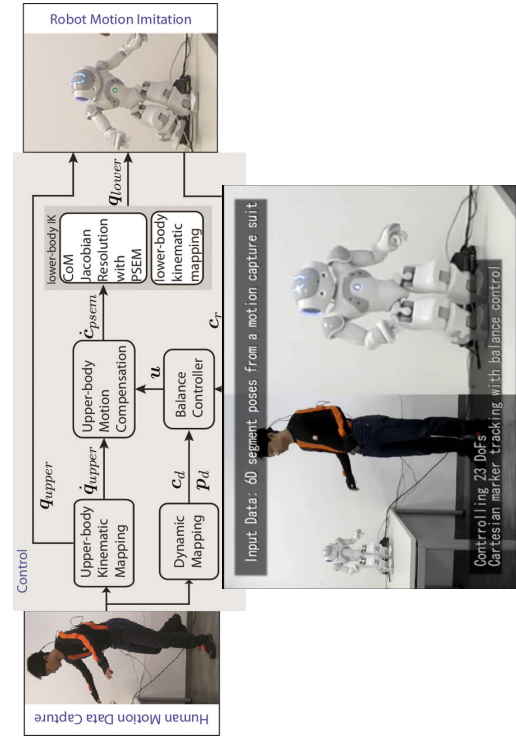 Robot Motion Imitation
Control
q_upper
Upper-body
Kinematic
Mapping
q̇_upper
Upper-body
Motion
Compensation
ċ_psem
lower-body IK
CoM
Jacobian
Resolution
with
PSEM
lower-body
kinematic
mapping
q_lower
Dynamic
Mapping
c_d
p_d
Balance
Controller
u
c_r
Human Motion Data Capture
Input Data: 6D segment poses from a motion capture suit
Contrrolling 23 DoFs
Cartesian marker tracking with balance control